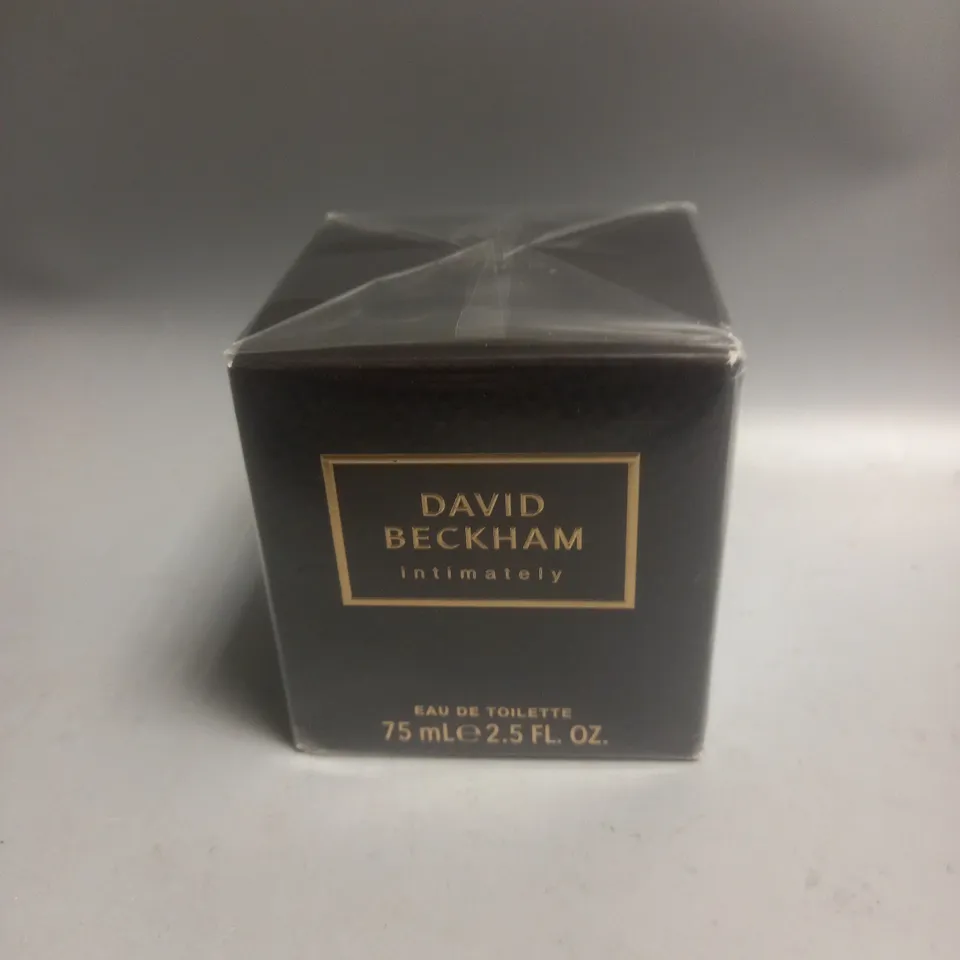 DAVID
BECKHAM
intimately
EAU DE TOILETTE
75 mL℮2.5 FL. OZ.